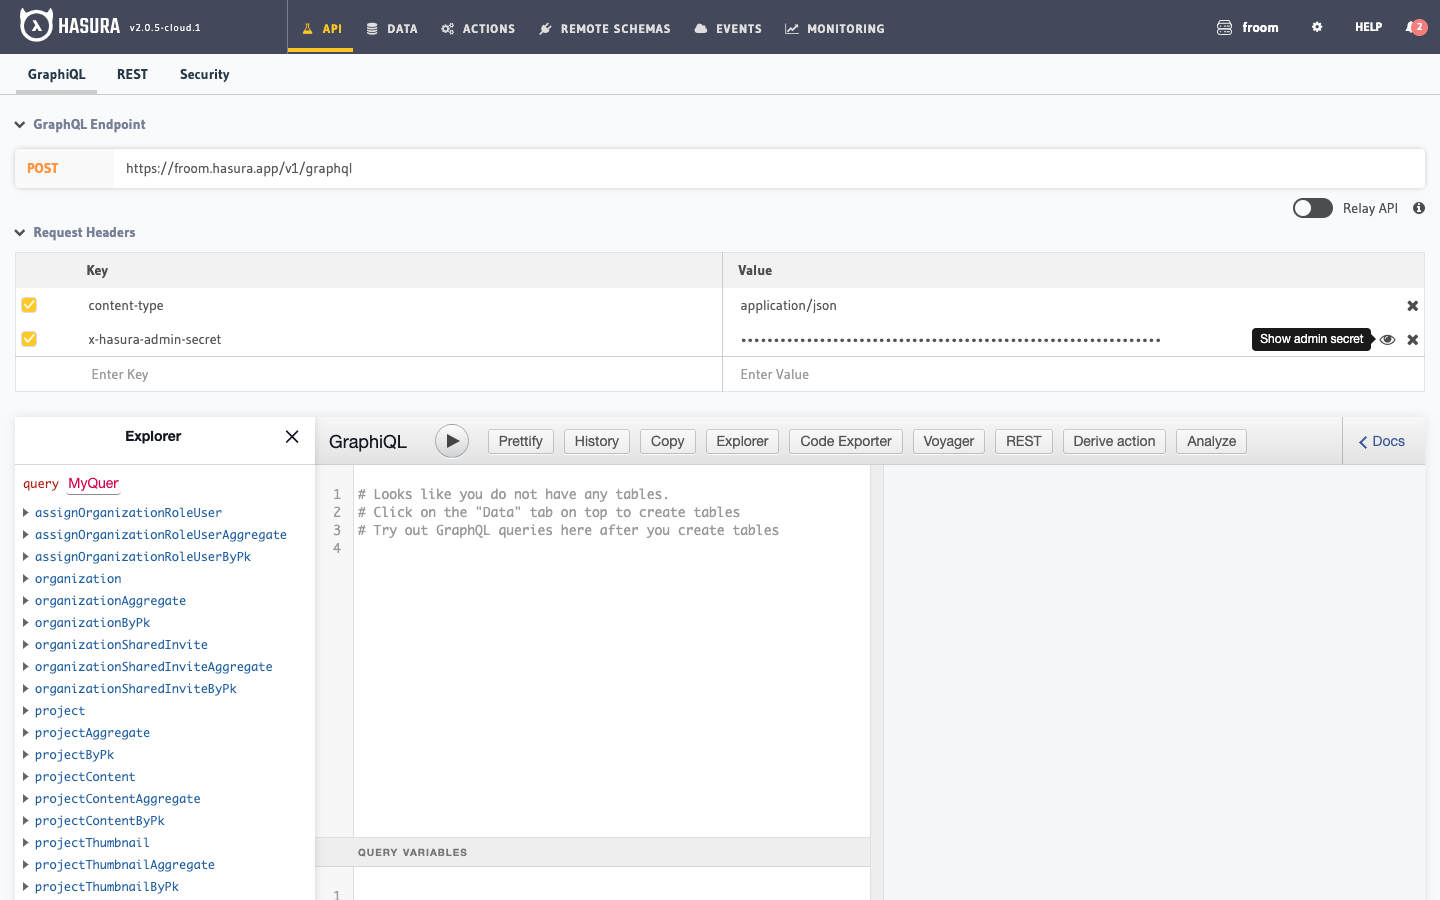 HASURA v2.0.5-cloud.1 API DATA ACTIONS REMOTE SCHEMAS EVENTS MONITORING froom HELP 2
GraphiQL REST Security
GraphQL Endpoint
POST https://froom.hasura.app/v1/graphql
Relay API
Request Headers
Key Value
content-type application/json
x-hasura-admin-secret •••••••••••••••••••••••••••••••••••••••••••••••••••••••••••••••• Show admin secret
Enter Key Enter Value
Explorer GraphiQL Prettify History Copy Explorer Code Exporter Voyager REST Derive action Analyze Docs
query MyQuer
assignOrganizationRoleUser
assignOrganizationRoleUserAggregate
assignOrganizationRoleUserByPk
organization
organizationAggregate
organizationByPk
organizationSharedInvite
organizationSharedInviteAggregate
organizationSharedInviteByPk
project
projectAggregate
projectByPk
projectContent
projectContentAggregate
projectContentByPk
projectThumbnail
projectThumbnailAggregate
projectThumbnailByPk
1 # Looks like you do not have any tables.
2 # Click on the "Data" tab on top to create tables
3 # Try out GraphQL queries here after you create tables
4
QUERY VARIABLES
1